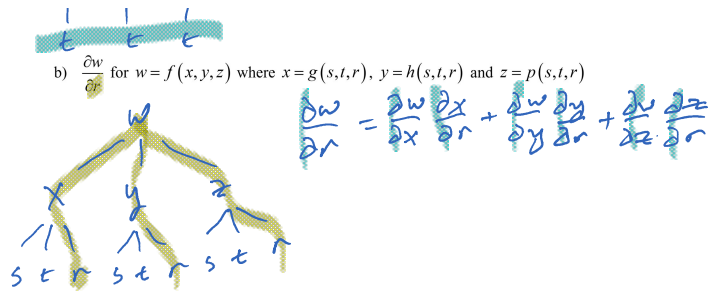 t t t
b) ∂w/∂r for w = f(x, y, z) where x = g(s,t,r), y = h(s,t,r) and z = p(s,t,r)
∂w/∂r = ∂w/∂x ∂x/∂r + ∂w/∂y ∂y/∂r + ∂w/∂z · ∂z/∂r
w
x y z
s t r s t r s t r